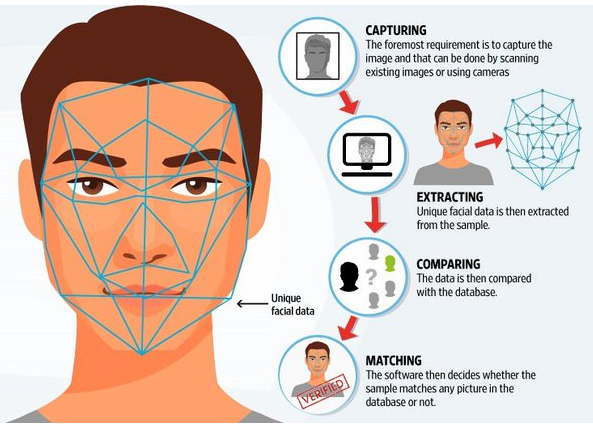 CAPTURING
The foremost requirement is to capture the
image and that can be done by scanning
existing images or using cameras
EXTRACTING
Unique facial data is then extracted
from the sample.
COMPARING
The data is then compared
with the database.
?
Unique
facial data
MATCHING
The software then decides whether the
sample matches any picture in the
database or not.
VERIFIED